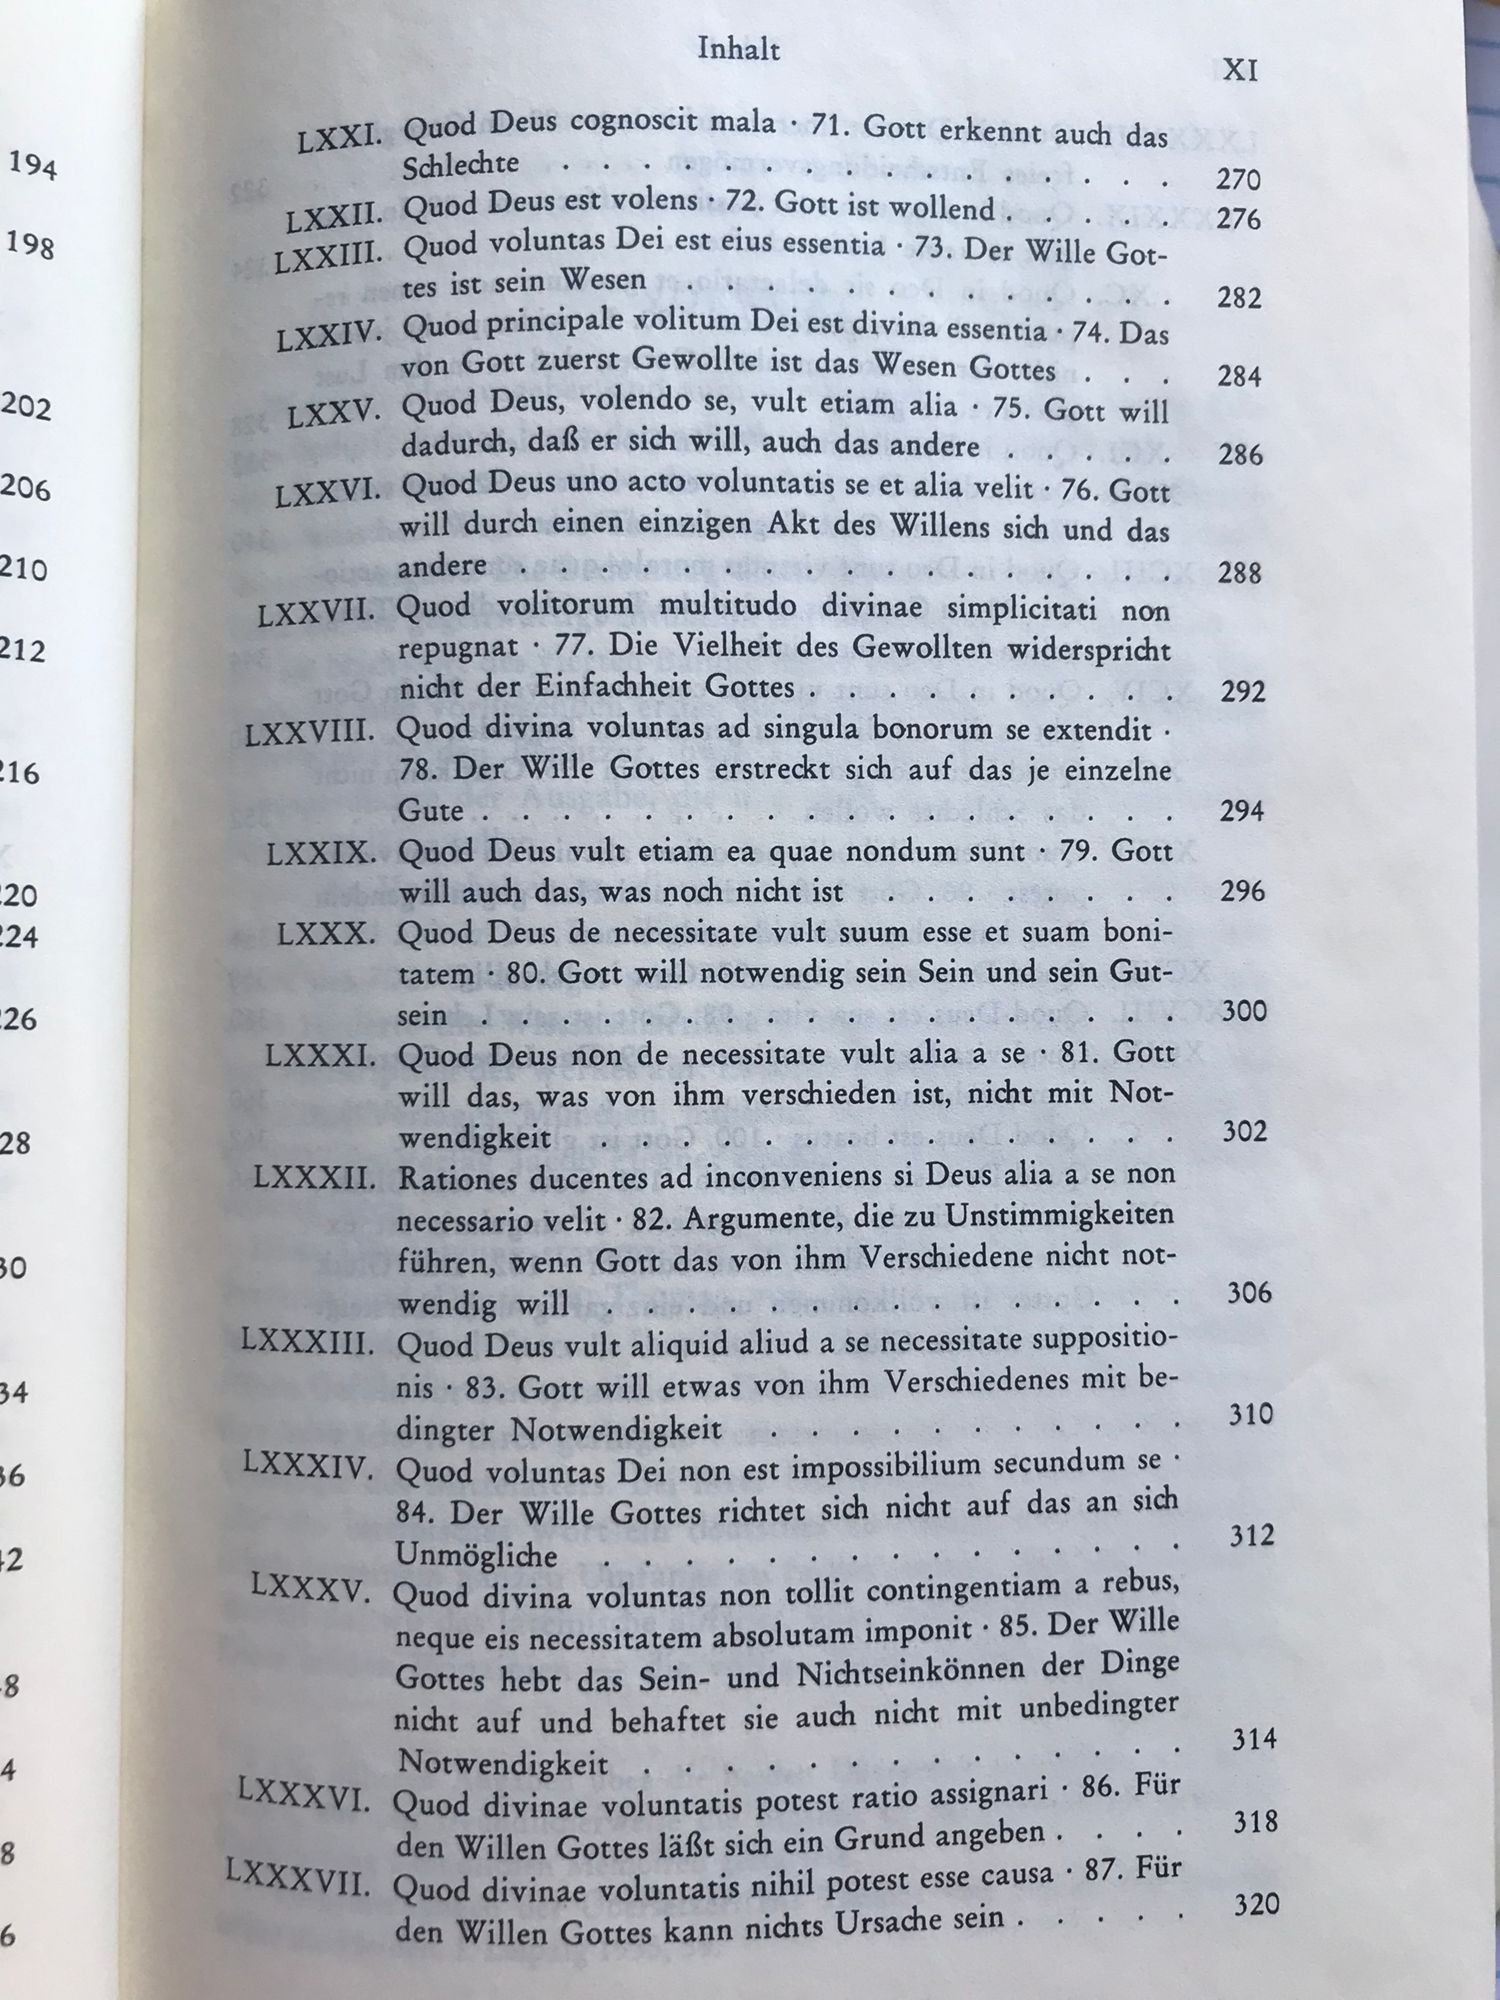 Inhalt
XI
LXXI. Quod Deus cognoscit mala · 71. Gott erkennt auch das
Schlechte . . . . . . . . . . . . . . . . 270
LXXII. Quod Deus est volens · 72. Gott ist wollend . . . . . 276
LXXIII. Quod voluntas Dei est eius essentia · 73. Der Wille Got-
tes ist sein Wesen . . . . . . . . . . . . . 282
LXXIV. Quod principale volitum Dei est divina essentia · 74. Das
von Gott zuerst Gewollte ist das Wesen Gottes . . . 284
LXXV. Quod Deus, volendo se, vult etiam alia · 75. Gott will
dadurch, daß er sich will, auch das andere . . . . . 286
LXXVI. Quod Deus uno acto voluntatis se et alia velit · 76. Gott
will durch einen einzigen Akt des Willens sich und das
andere . . . . . . . . . . . . . . . . . 288
LXXVII. Quod volitorum multitudo divinae simplicitati non
repugnat · 77. Die Vielheit des Gewollten widerspricht
nicht der Einfachheit Gottes . . . . . . . . . . 292
LXXVIII. Quod divina voluntas ad singula bonorum se extendit ·
78. Der Wille Gottes erstreckt sich auf das je einzelne
Gute . . . . . . . . . . . . . . . . . . 294
LXXIX. Quod Deus vult etiam ea quae nondum sunt · 79. Gott
will auch das, was noch nicht ist . . . . . . . . 296
LXXX. Quod Deus de necessitate vult suum esse et suam boni-
tatem · 80. Gott will notwendig sein Sein und sein Gut-
sein . . . . . . . . . . . . . . . . . . 300
LXXXI. Quod Deus non de necessitate vult alia a se · 81. Gott
will das, was von ihm verschieden ist, nicht mit Not-
wendigkeit . . . . . . . . . . . . . . . 302
LXXXII. Rationes ducentes ad inconveniens si Deus alia a se non
necessario velit · 82. Argumente, die zu Unstimmigkeiten
führen, wenn Gott das von ihm Verschiedene nicht not-
wendig will . . . . . . . . . . . . . . . 306
LXXXIII. Quod Deus vult aliquid aliud a se necessitate suppositio-
nis · 83. Gott will etwas von ihm Verschiedenes mit be-
dingter Notwendigkeit . . . . . . . . . . . 310
LXXXIV. Quod voluntas Dei non est impossibilium secundum se ·
84. Der Wille Gottes richtet sich nicht auf das an sich
Unmögliche . . . . . . . . . . . . . . . 312
LXXXV. Quod divina voluntas non tollit contingentiam a rebus,
neque eis necessitatem absolutam imponit · 85. Der Wille
Gottes hebt das Sein- und Nichtseinkönnen der Dinge
nicht auf und behaftet sie auch nicht mit unbedingter
Notwendigkeit . . . . . . . . . . . . . . 314
LXXXVI. Quod divinae voluntatis potest ratio assignari · 86. Für
den Willen Gottes läßt sich ein Grund angeben . . . . 318
LXXXVII. Quod divinae voluntatis nihil potest esse causa · 87. Für
den Willen Gottes kann nichts Ursache sein . . . . . 320
194
198
202
206
210
212